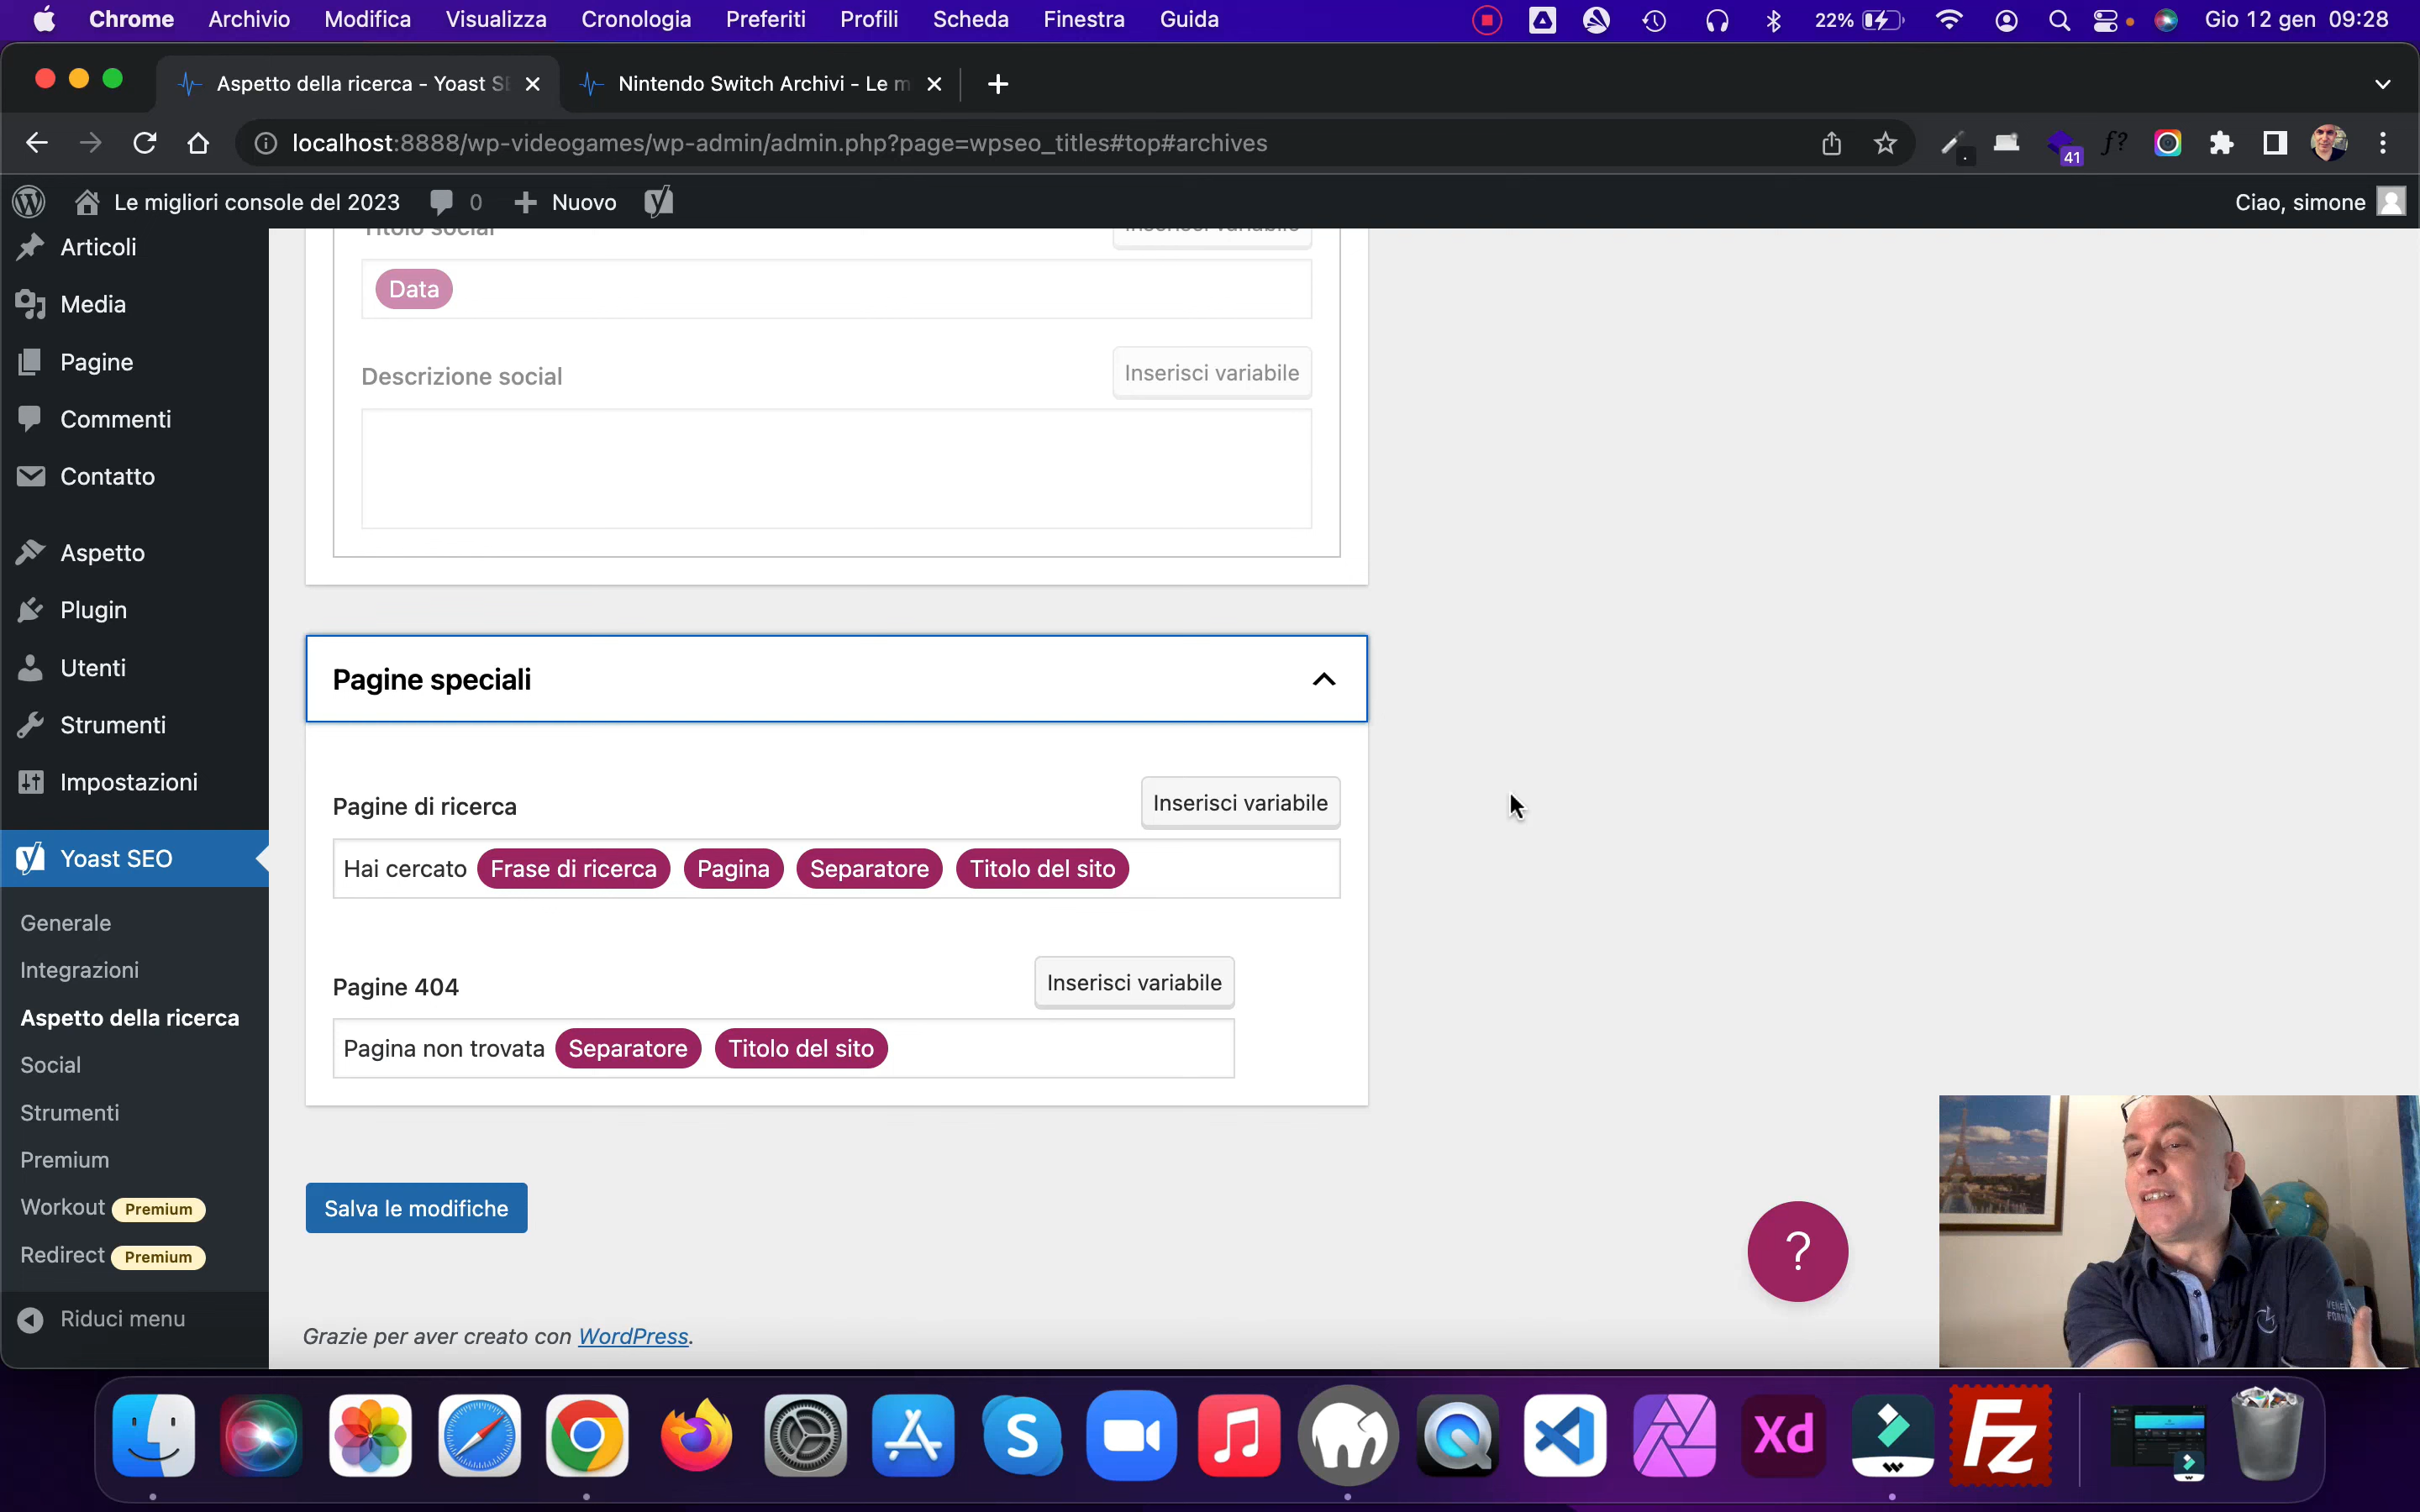 Chrome Archivio Modifica Visualizza Cronologia Preferiti Profili Scheda Finestra Guida 22% Gio 12 gen 09:28
Aspetto della ricerca - Yoast SE Nintendo Switch Archivi - Le m
localhost:8888/wp-videogames/wp-admin/admin.php?page=wpseo_titles#top#archives f? 41
Le migliori console del 2023 0 Nuovo Ciao, simone
Articoli
Media
Pagine
Commenti
Contatto
Aspetto
Plugin
Utenti
Strumenti
Impostazioni
Yoast SEO
Generale
Integrazioni
Aspetto della ricerca
Social
Strumenti
Premium
Workout Premium
Redirect Premium
Riduci menu
Titolo social Inserisci variabile
Data
Descrizione social Inserisci variabile
Pagine speciali
Pagine di ricerca Inserisci variabile
Hai cercato Frase di ricerca Pagina Separatore Titolo del sito
Pagine 404 Inserisci variabile
Pagina non trovata Separatore Titolo del sito
Salva le modifiche
?
Grazie per aver creato con WordPress.
S Xd Fz